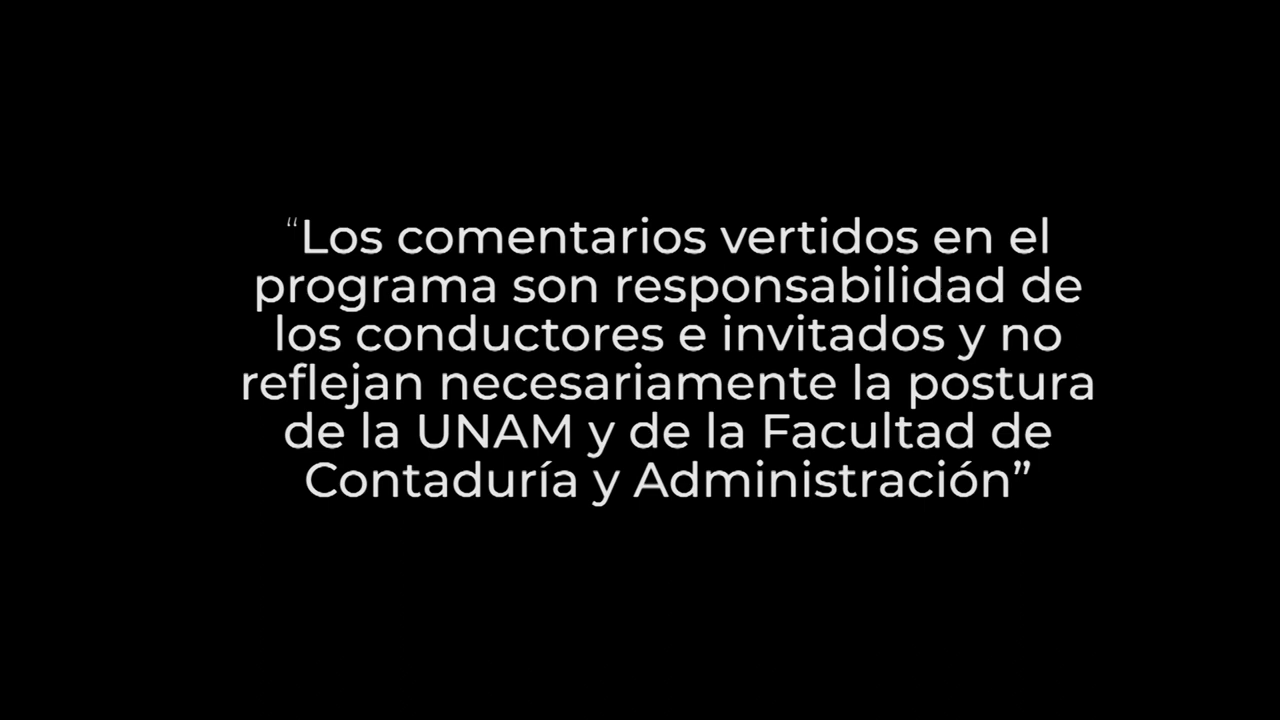 “Los comentarios vertidos en el
programa son responsabilidad de
los conductores e invitados y no
reflejan necesariamente la postura
de la UNAM y de la Facultad de
Contaduría y Administración”